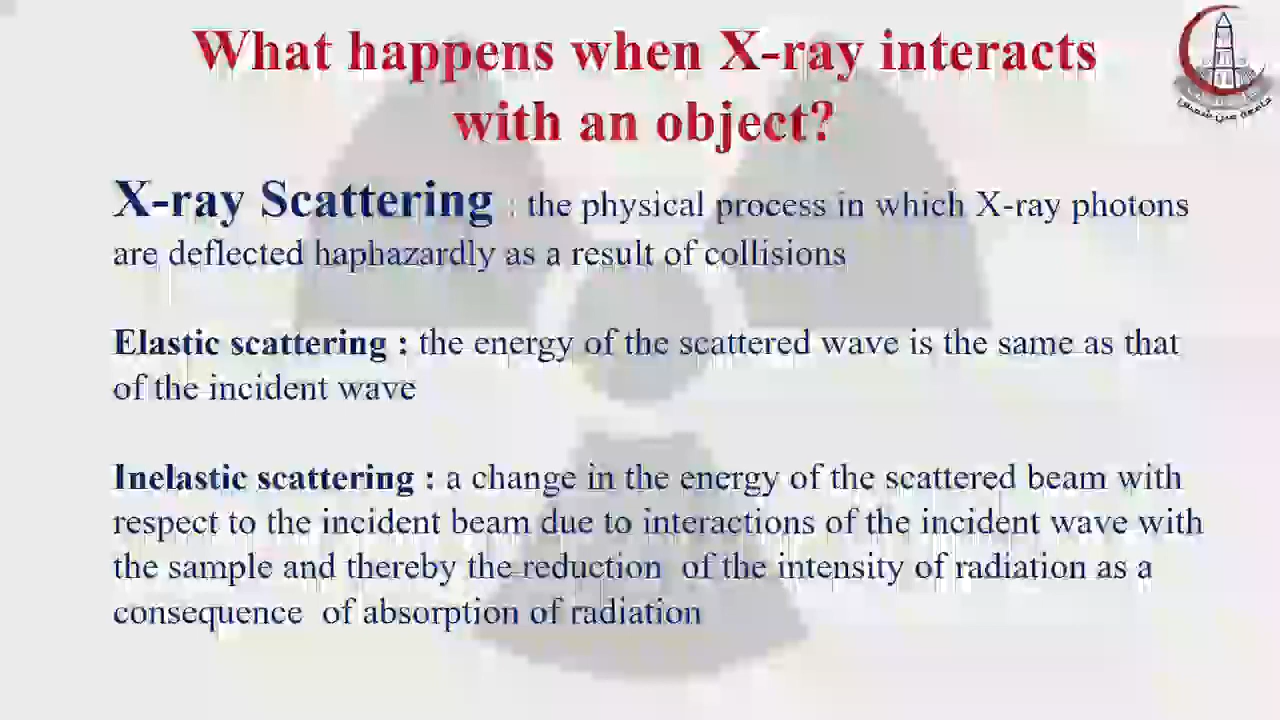 What happens when X-ray interacts
with an object?
جامعة عين شمس
X-ray Scattering : the physical process in which X-ray photons
are deflected haphazardly as a result of collisions
Elastic scattering : the energy of the scattered wave is the same as that
of the incident wave
Inelastic scattering : a change in the energy of the scattered beam with
respect to the incident beam due to interactions of the incident wave with
the sample and thereby the reduction of the intensity of radiation as a
consequence of absorption of radiation